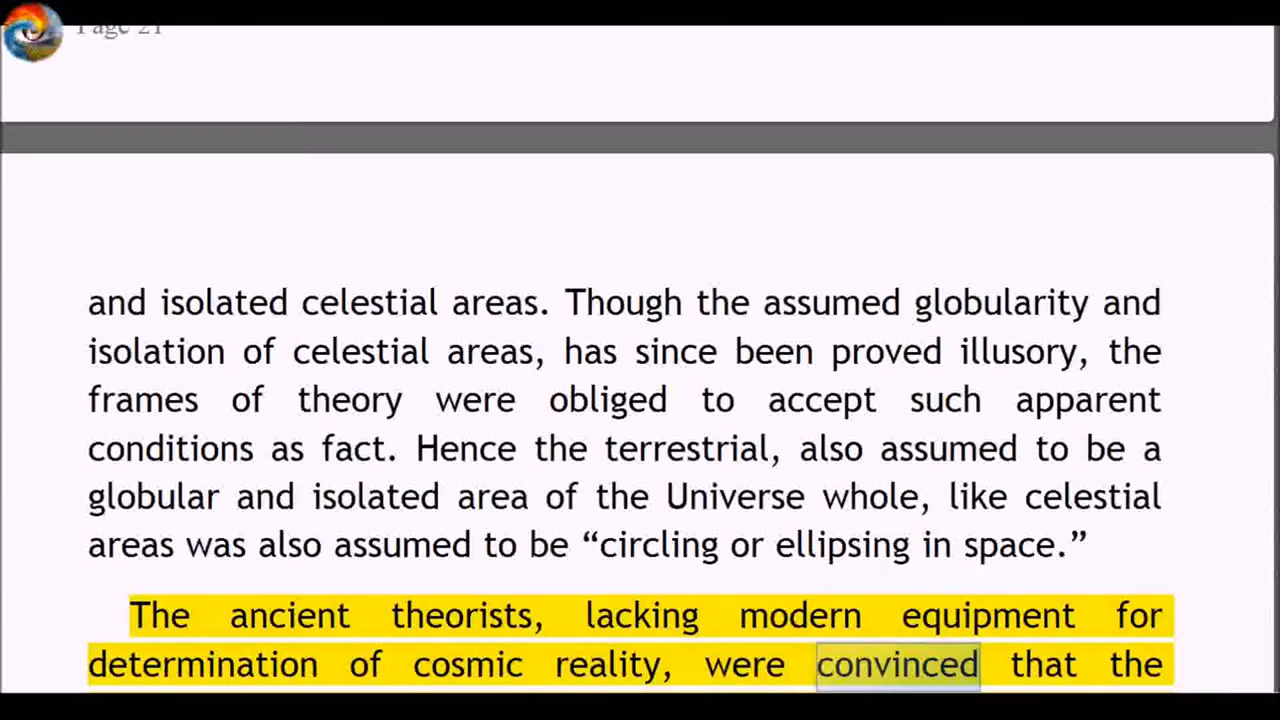 Page 21
and isolated celestial areas. Though the assumed globularity and
isolation of celestial areas, has since been proved illusory, the
frames of theory were obliged to accept such apparent
conditions as fact. Hence the terrestrial, also assumed to be a
globular and isolated area of the Universe whole, like celestial
areas was also assumed to be “circling or ellipsing in space.”
The ancient theorists, lacking modern equipment for
determination of cosmic reality, were convinced that the